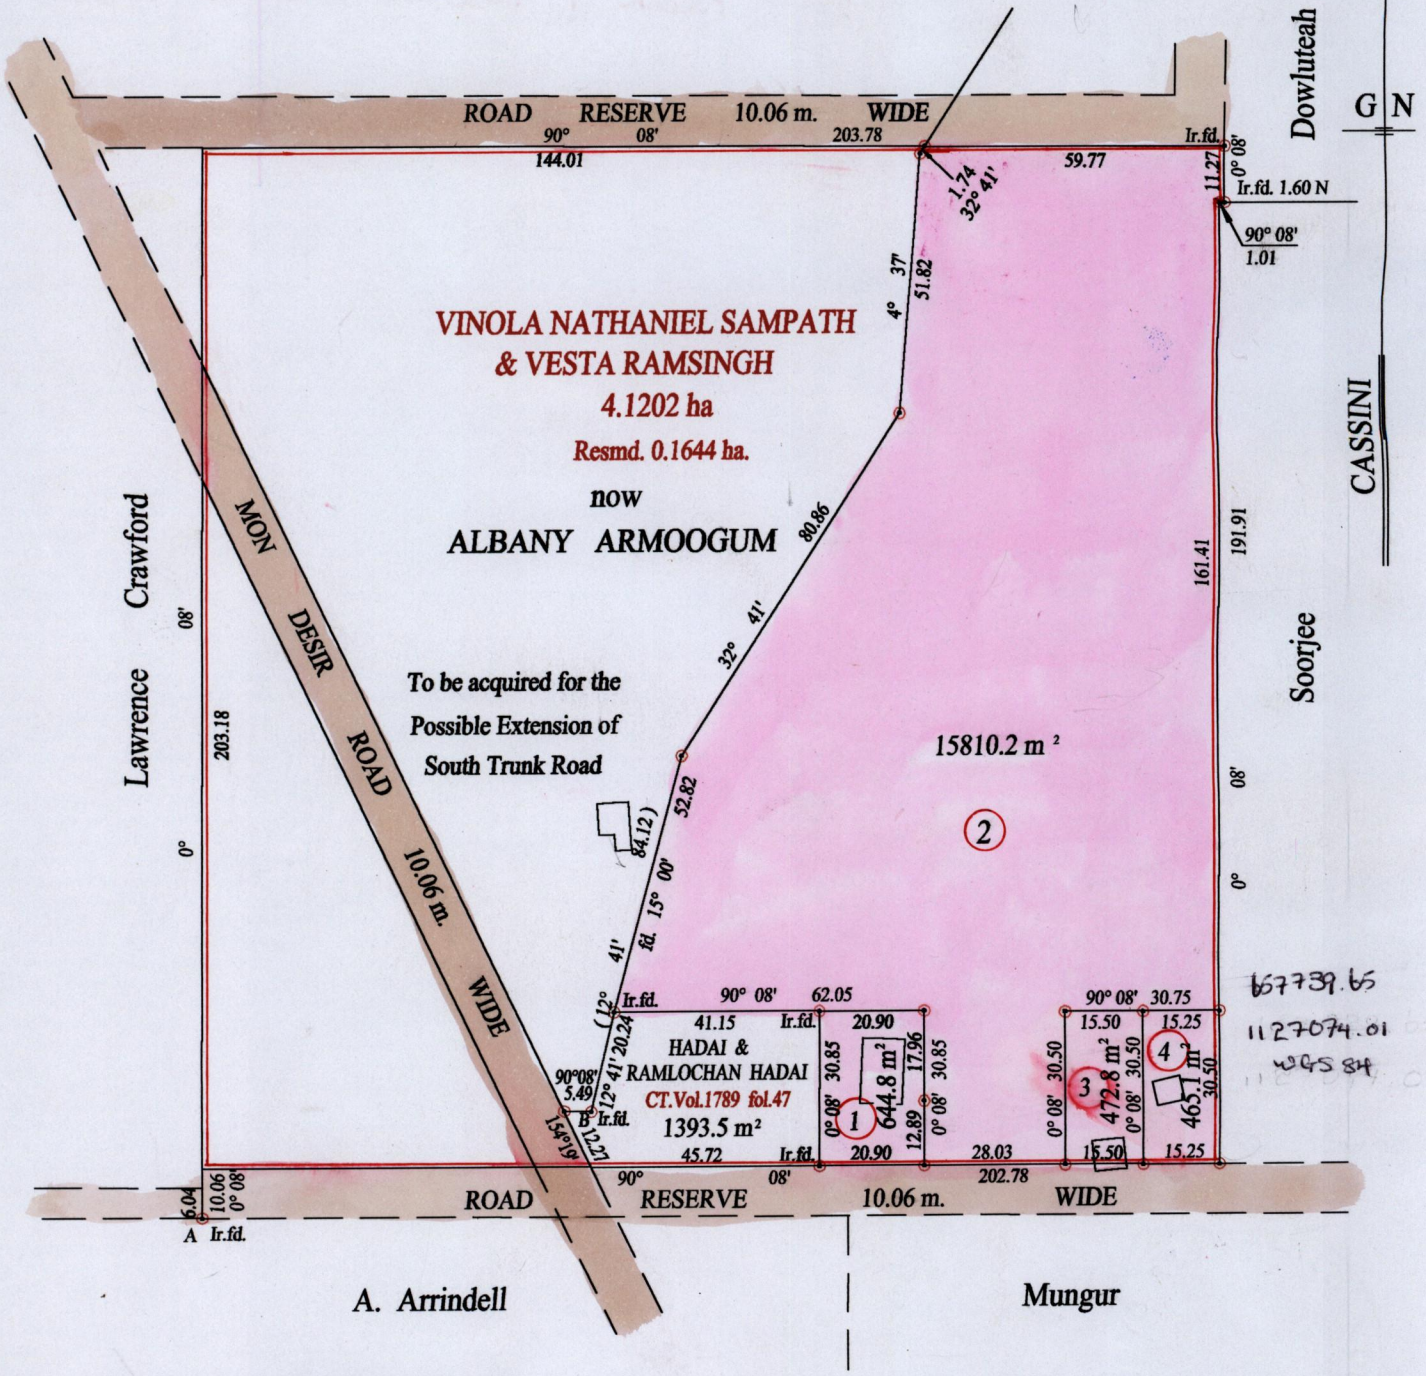 Dowluteah
G N
ROAD RESERVE 10.06 m. WIDE
90° 08' 203.78
Ir.fd.
144.01
59.77
1.74
32° 41'
11.27
0° 08'
Ir.fd. 1.60 N
90° 08'
1.01
4° 37'
51.82
VINOLA NATHANIEL SAMPATH
& VESTA RAMSINGH
4.1202 ha
Resmd. 0.1644 ha.
now
ALBANY ARMOOGUM
CASSINI
Lawrence Crawford
0° 08'
203.18
MON DESIR ROAD 10.06 m. WIDE
80.86
32° 41'
161.41
191.91
0° 08'
Soorjee
To be acquired for the
Possible Extension of
South Trunk Road
15810.2 m²
2
52.82
(12° 41' fd. 84.12)
15° 00'
657739.65
1127074.01
WGS 84
Ir.fd.
90° 08' 62.05
90° 08' 30.75
41.15
Ir.fd.
20.90
15.50
15.25
12° 41' 20.24
HADAI &
RAMLOCHAN HADAI
CT.Vol.1789 fol.47
1393.5 m²
0° 08' 30.85
1
644.8 m²
17.96
12.89
0° 08' 30.85
0° 08' 30.50
3
472.8 m²
0° 08' 30.50
4
465.1 m²
30.50
90°08'
5.49
B
Ir.fd.
154°19'
12.27
45.72
Ir.fd.
20.90
28.03
15.50
15.25
90° 08' 202.78
ROAD RESERVE 10.06 m. WIDE
6.04
10.06
0° 08'
A Ir.fd.
A. Arrindell
Mungur